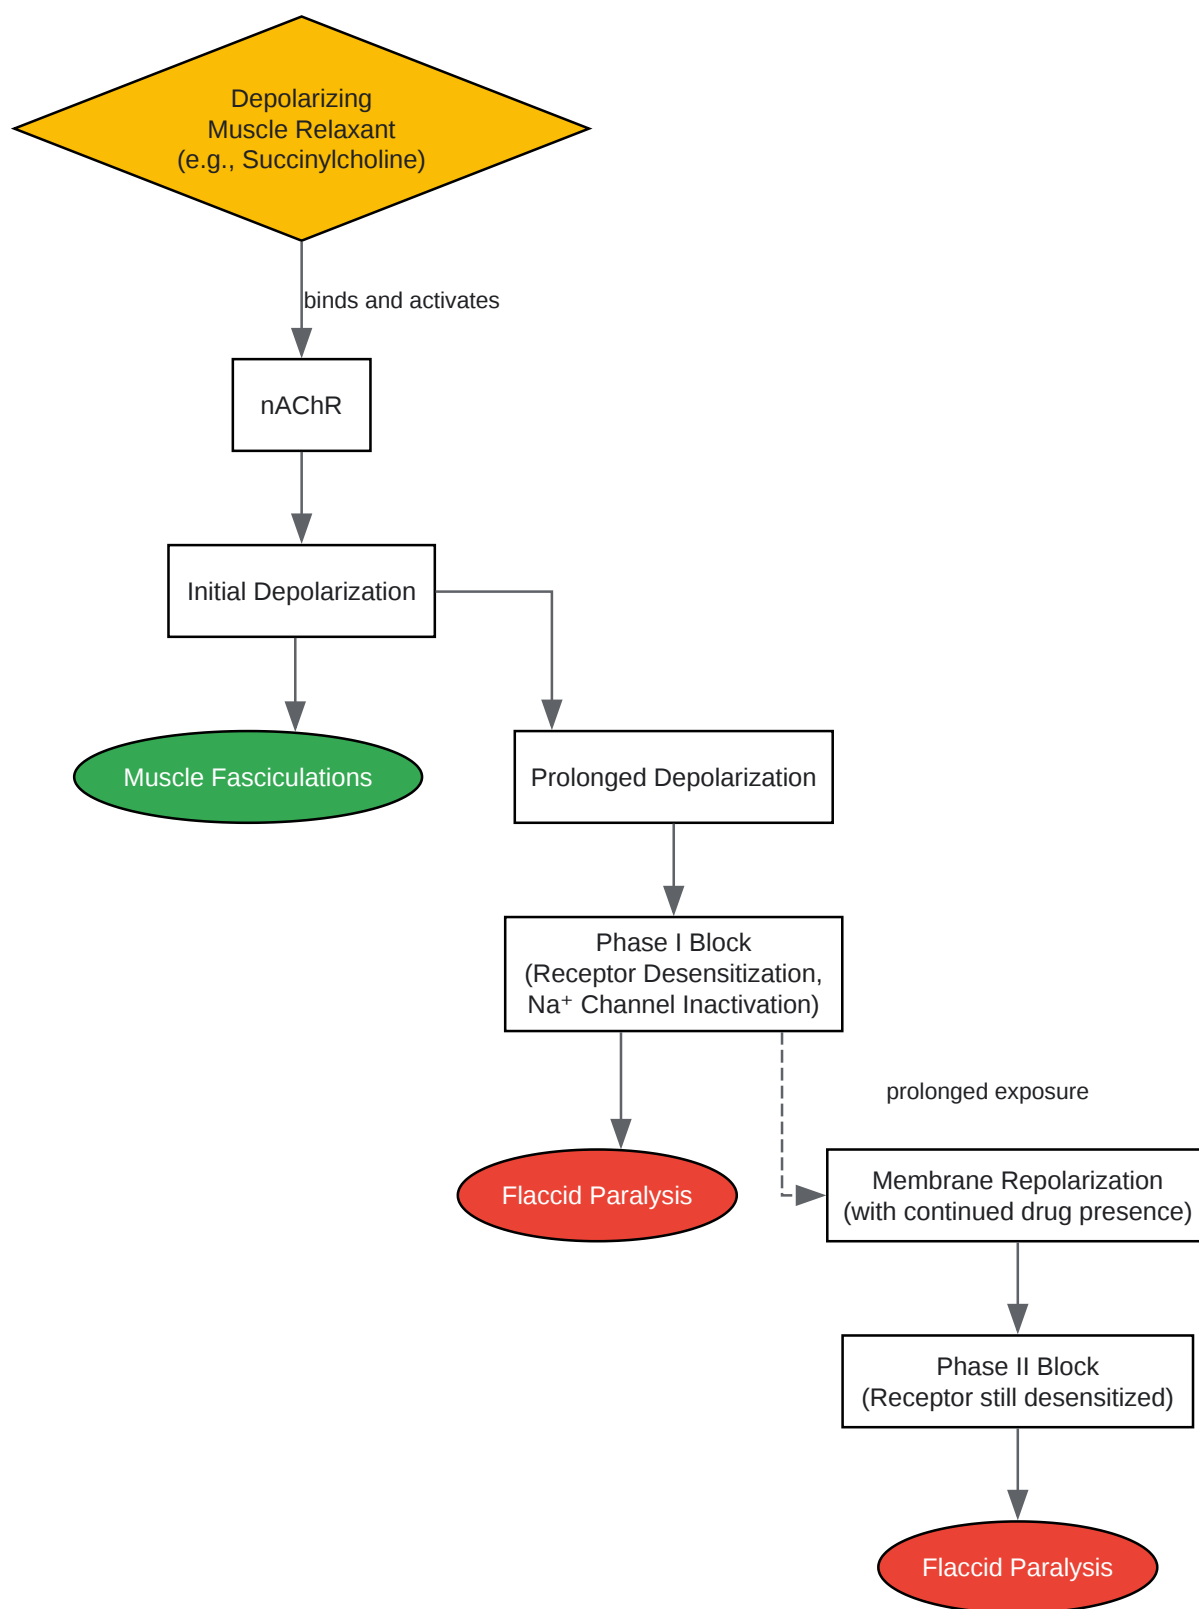 Depolarizing
Muscle Relaxant
(e.g., Succinylcholine)
binds and activates
nAChR
Initial Depolarization
Muscle Fasciculations
Prolonged Depolarization
Phase I Block
(Receptor Desensitization,
Na⁺ Channel Inactivation)
prolonged exposure
Flaccid Paralysis
Membrane Repolarization
(with continued drug presence)
Phase II Block
(Receptor still desensitized)
Flaccid Paralysis